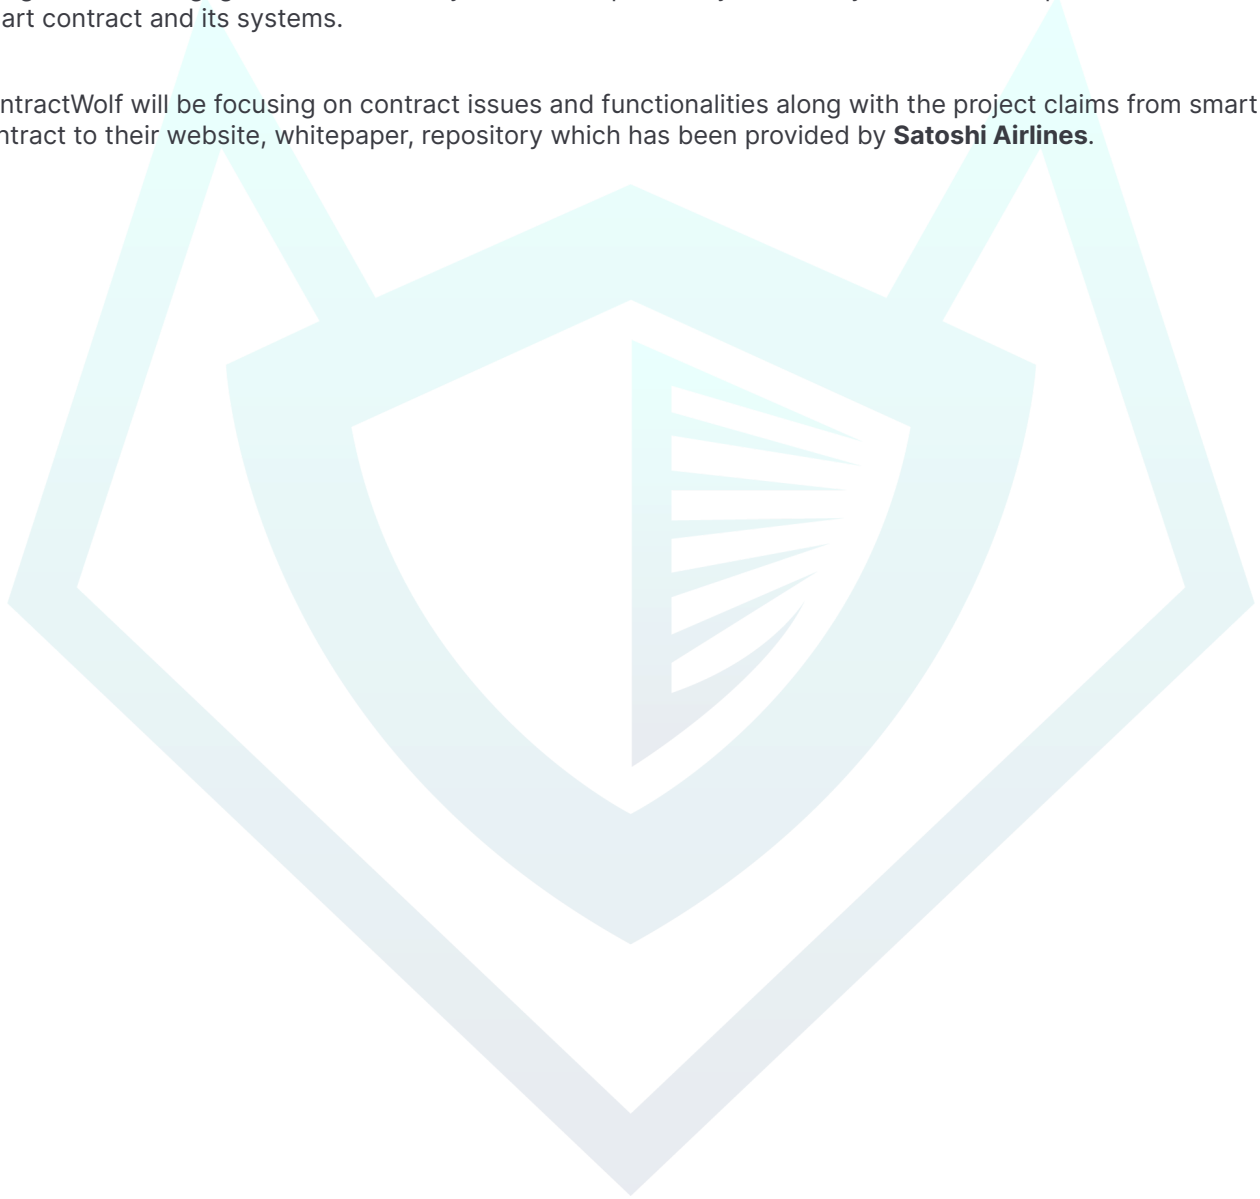 art contract and its systems.
ntractWolf will be focusing on contract issues and functionalities along with the project claims from smart
ntract to their website, whitepaper, repository which has been provided by Satoshi Airlines.